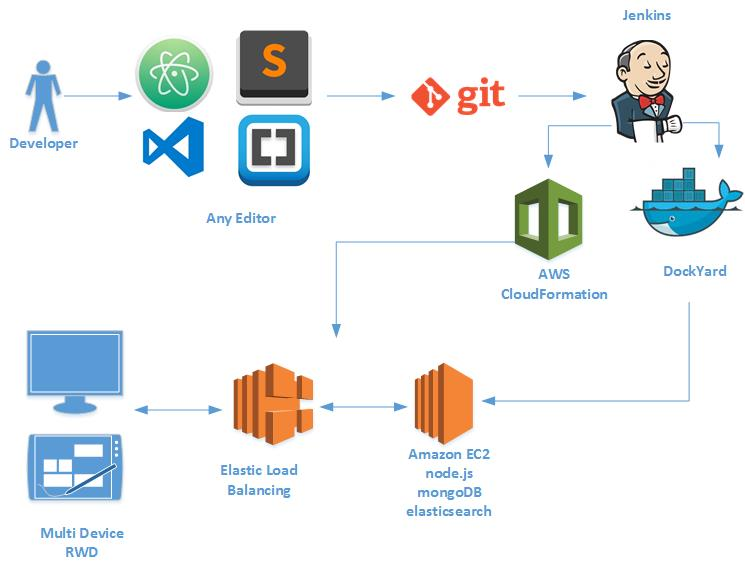 Jenkins
S
git
Developer
Any Editor
AWS
CloudFormation
DockYard
Elastic Load
Balancing
Amazon EC2
node.js
mongoDB
elasticsearch
Multi Device
RWD